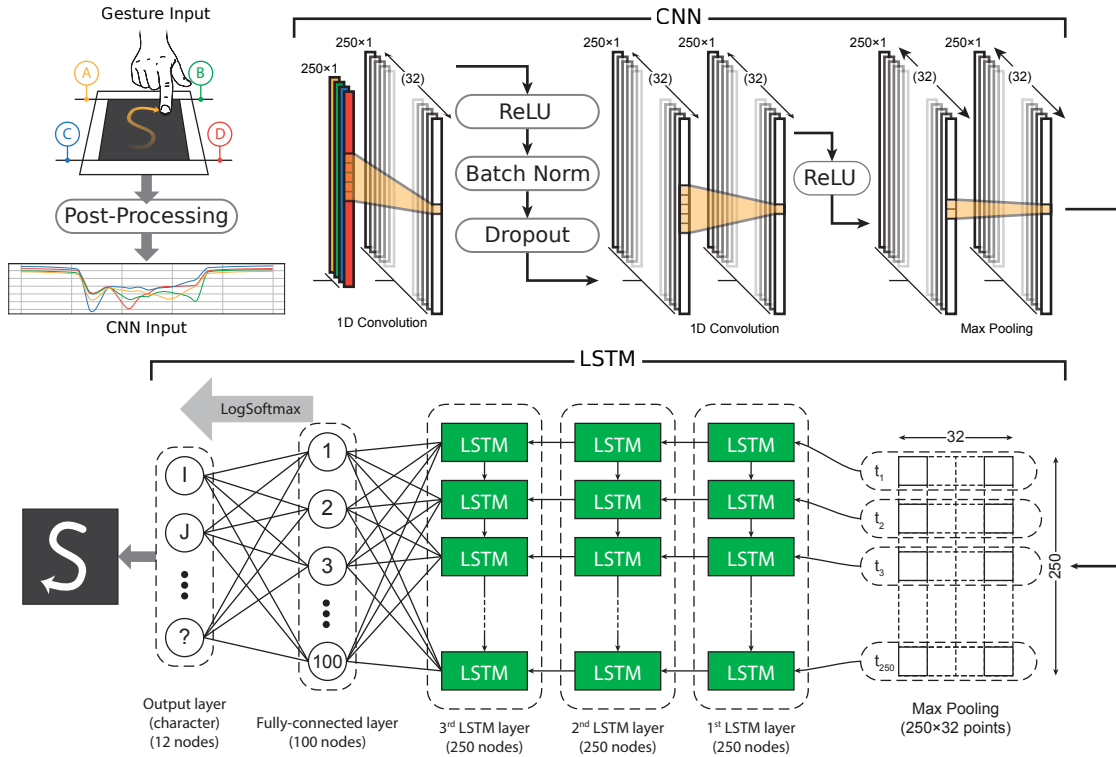 Gesture Input
A
B
C
D
Post-Processing
CNN Input
CNN
250×1
250×1
(32)
ReLU
Batch Norm
Dropout
1D Convolution
250×1
(32)
250×1
(32)
1D Convolution
ReLU
250×1
(32)
250×1
(32)
Max Pooling
LSTM
LogSoftmax
I
J
?
1
2
3
100
LSTM
LSTM
LSTM
LSTM
LSTM
LSTM
LSTM
LSTM
LSTM
LSTM
LSTM
LSTM
t1
t2
t3
t250
32
250
Output layer
(character)
(12 nodes)
Fully-connected layer
(100 nodes)
3rd LSTM layer
(250 nodes)
2nd LSTM layer
(250 nodes)
1st LSTM layer
(250 nodes)
Max Pooling
(250×32 points)